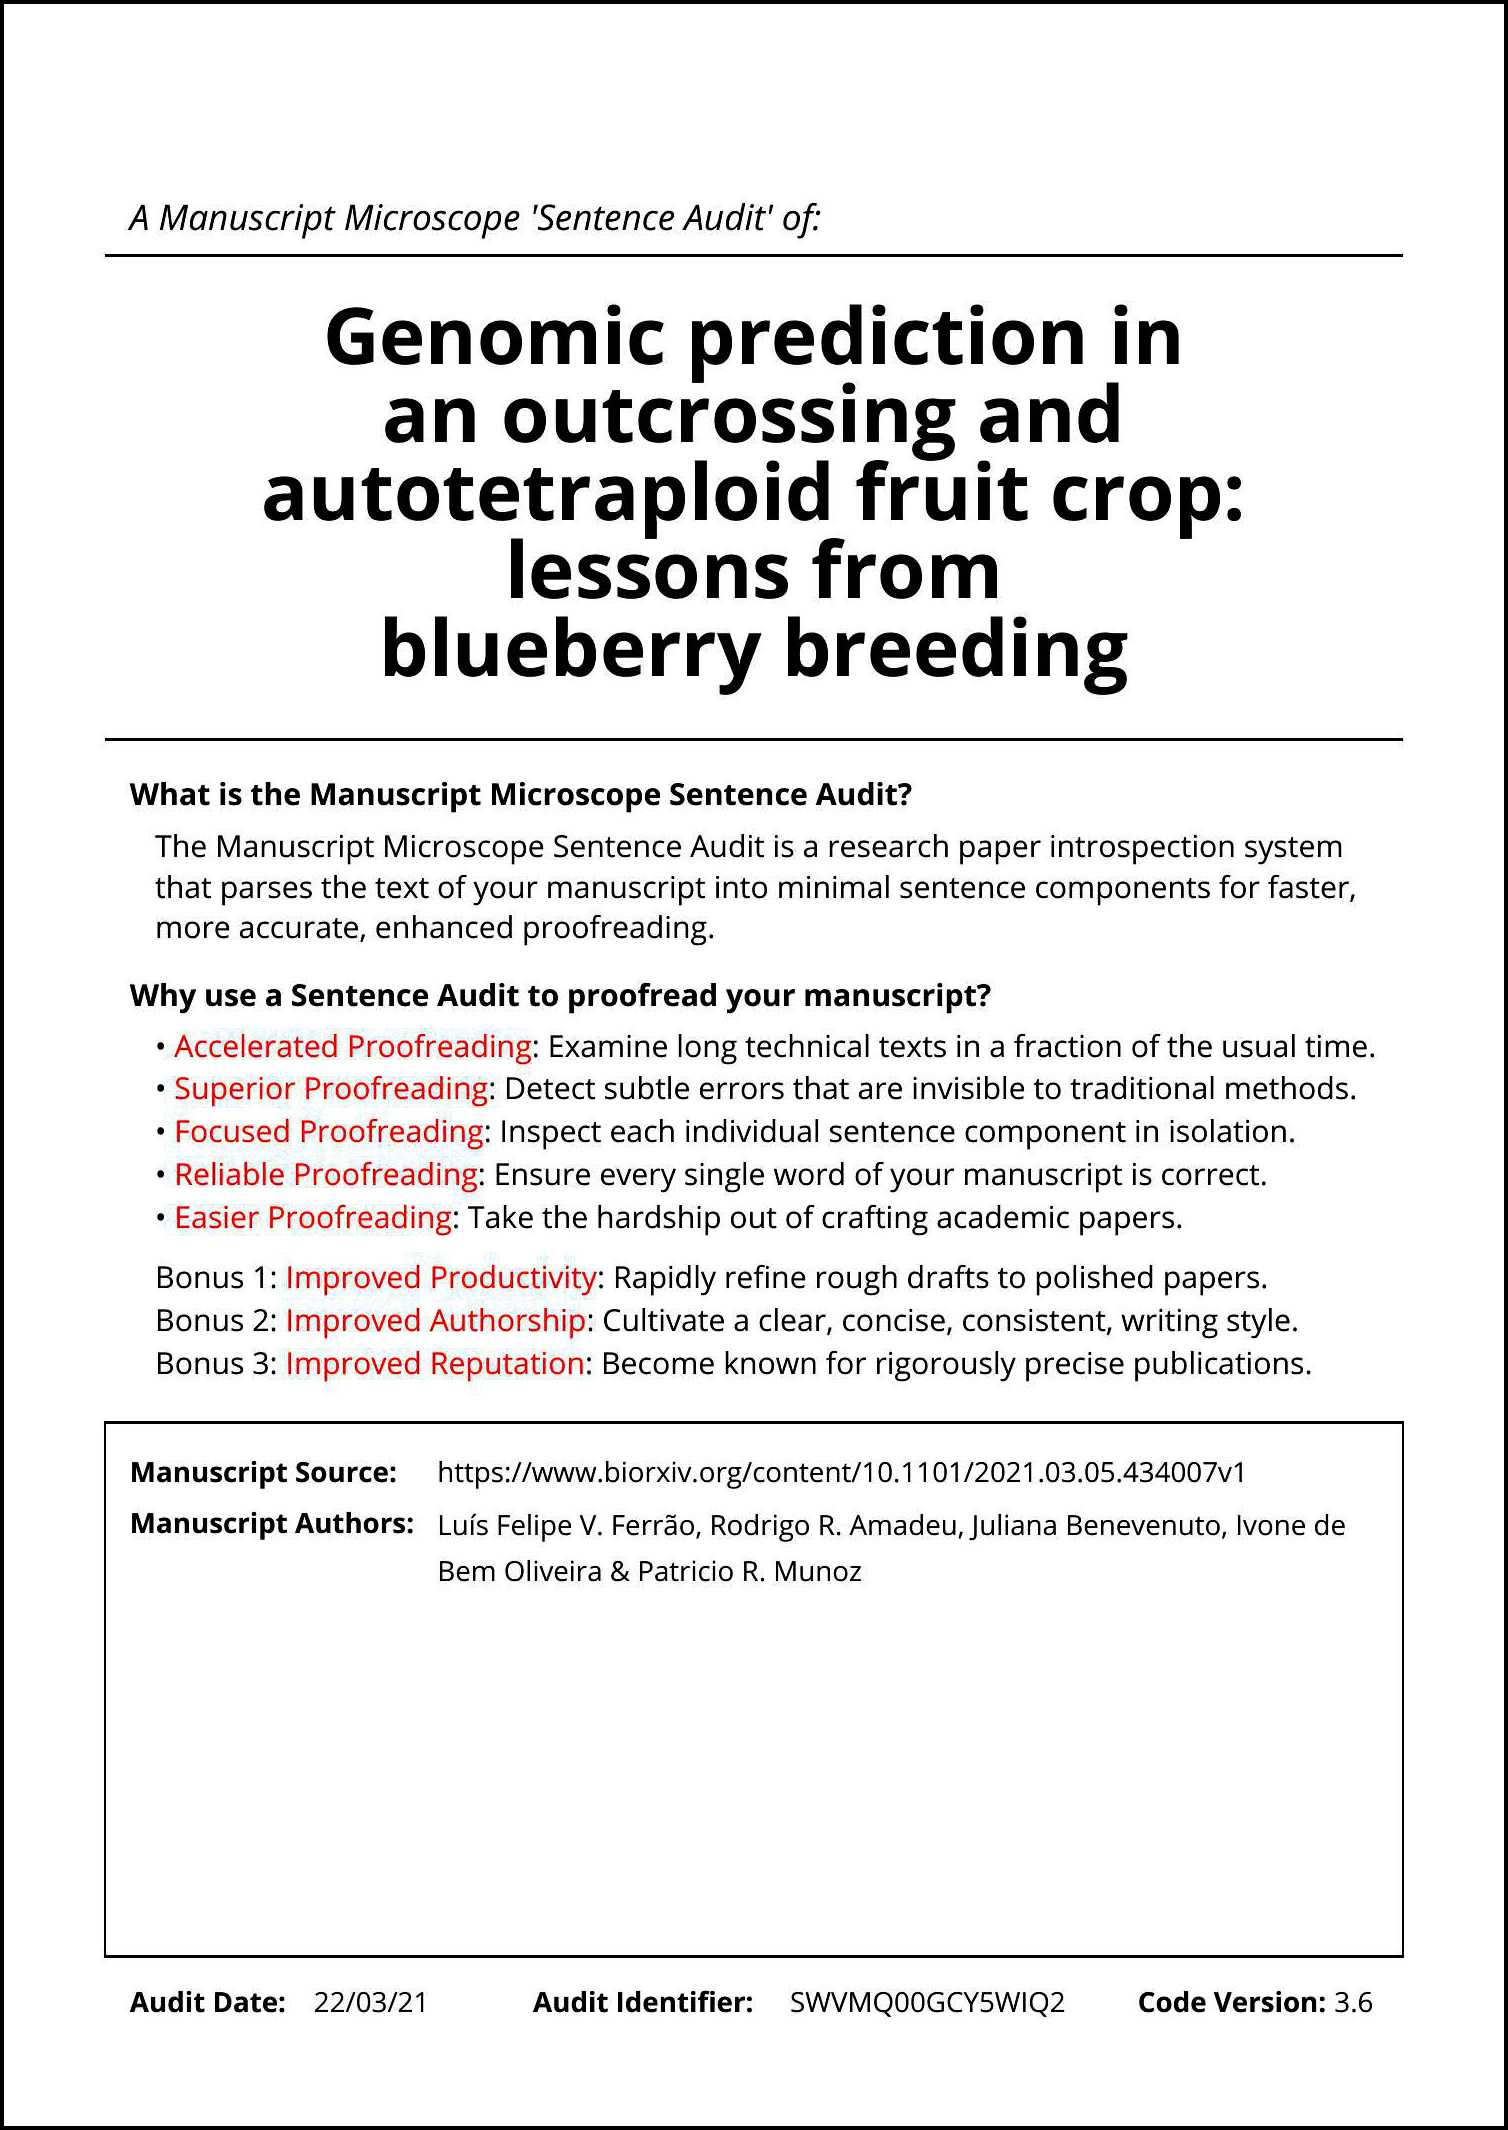 A Manuscript Microscope 'Sentence Audit' of:
Genomic prediction in
an outcrossing and
autotetraploid fruit crop:
lessons from
blueberry breeding
What is the Manuscript Microscope Sentence Audit?
The Manuscript Microscope Sentence Audit is a research paper introspection system
that parses the text of your manuscript into minimal sentence components for faster,
more accurate, enhanced proofreading.
Why use a Sentence Audit to proofread your manuscript?
• Accelerated Proofreading: Examine long technical texts in a fraction of the usual time.
• Superior Proofreading: Detect subtle errors that are invisible to traditional methods.
• Focused Proofreading: Inspect each individual sentence component in isolation.
• Reliable Proofreading: Ensure every single word of your manuscript is correct.
• Easier Proofreading: Take the hardship out of crafting academic papers.
Bonus 1: Improved Productivity: Rapidly refine rough drafts to polished papers.
Bonus 2: Improved Authorship: Cultivate a clear, concise, consistent, writing style.
Bonus 3: Improved Reputation: Become known for rigorously precise publications.
Manuscript Source: https://www.biorxiv.org/content/10.1101/2021.03.05.434007v1
Manuscript Authors: Luís Felipe V. Ferrão, Rodrigo R. Amadeu, Juliana Benevenuto, Ivone de
Bem Oliveira & Patricio R. Munoz
Audit Date: 22/03/21 Audit Identifier: SWVMQ00GCY5WIQ2 Code Version: 3.6